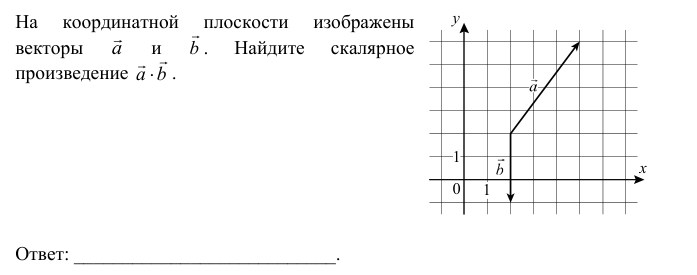 На координатной плоскости изображены
векторы a⃗ и b⃗. Найдите скалярное
произведение a⃗ · b⃗ .
y
a⃗
1
b⃗
x
0 1
Ответ: ____________________________.